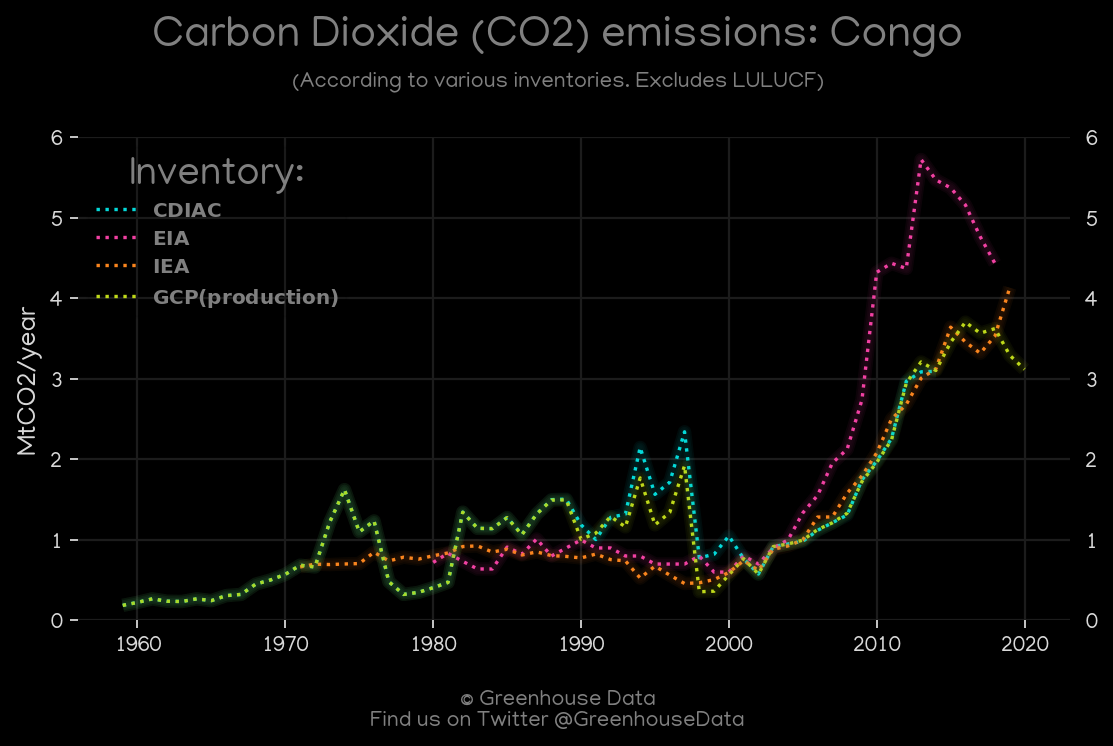 Carbon Dioxide (CO2) emissions: Congo
(According to various inventories. Excludes LULUCF)
Inventory:
CDIAC
EIA
IEA
GCP(production)
MtCO2/year
6
5
4
3
2
1
0
6
5
4
3
2
1
0
1960 1970 1980 1990 2000 2010 2020
© Greenhouse Data
Find us on Twitter @GreenhouseData